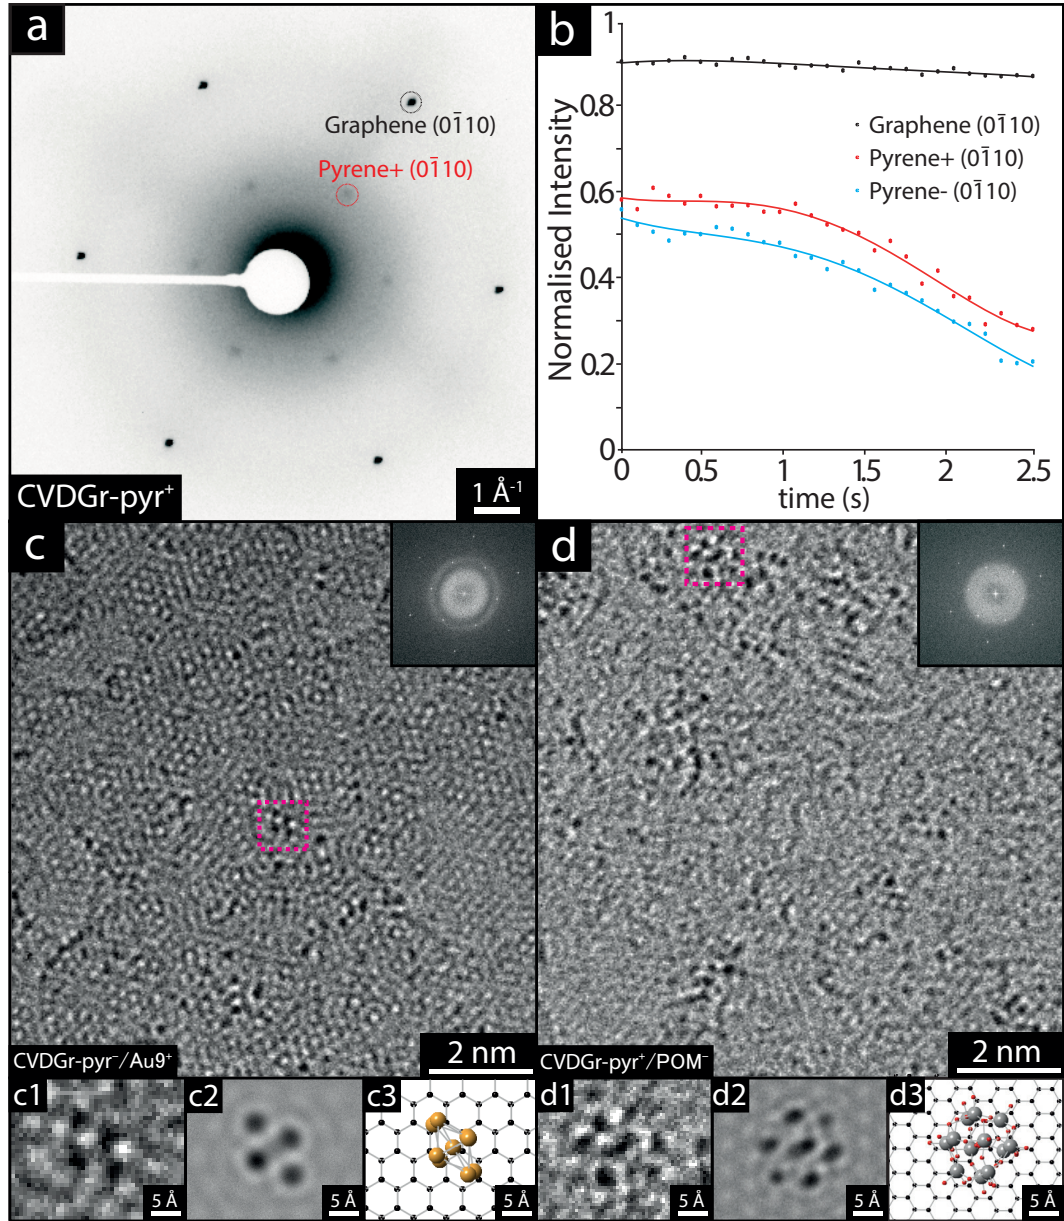 a
Graphene (01̅10)
Pyrene+ (01̅10)
CVDGr-pyr⁺
1 Å⁻¹
b
Normalised Intensity
1
0.8
0.6
0.4
0.2
0
0 0.5 1 1.5 2 2.5
time (s)
Graphene (01̅10)
Pyrene+ (01̅10)
Pyrene- (01̅10)
c
CVDGr-pyr⁻/Au9⁺
2 nm
d
CVDGr-pyr⁺/POM⁻
2 nm
c1
5 Å
c2
5 Å
c3
5 Å
d1
5 Å
d2
5 Å
d3
5 Å